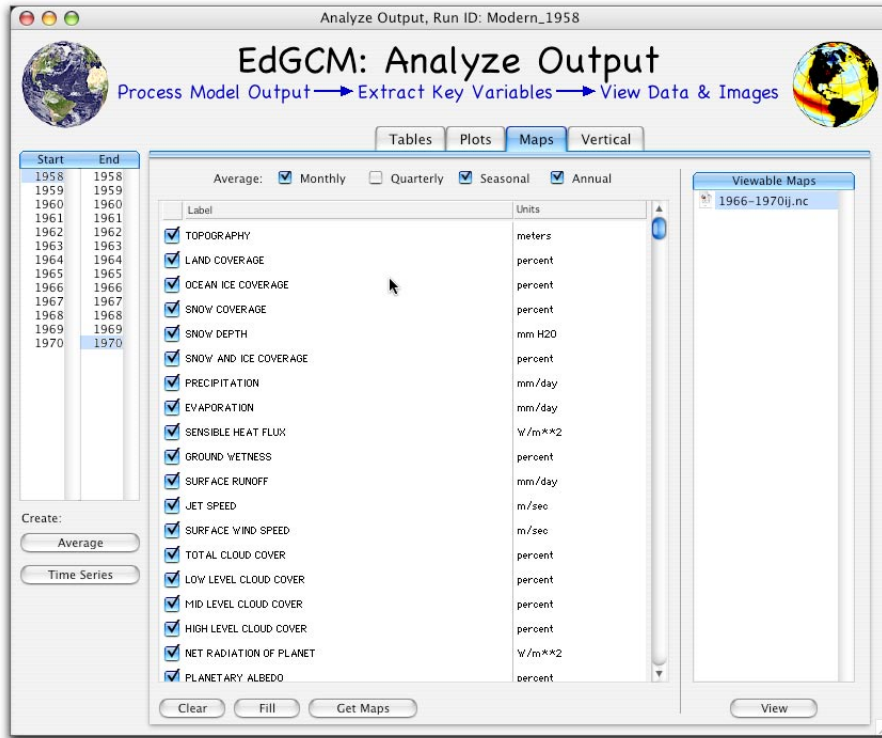 Analyze Output, Run ID: Modern_1958
EdGCM: Analyze Output
Process Model Output → Extract Key Variables → View Data & Images
Tables Plots Maps Vertical
Start End
1958 1958
1959 1959
1960 1960
1961 1961
1962 1962
1963 1963
1964 1964
1965 1965
1966 1966
1967 1967
1968 1968
1969 1969
1970 1970
Create:
Average
Time Series
Average: Monthly Quarterly Seasonal Annual
Label Units
TOPOGRAPHY meters
LAND COVERAGE percent
OCEAN ICE COVERAGE percent
SNOW COVERAGE percent
SNOW DEPTH mm H2O
SNOW AND ICE COVERAGE percent
PRECIPITATION mm/day
EVAPORATION mm/day
SENSIBLE HEAT FLUX W/m**2
GROUND WETNESS percent
SURFACE RUNOFF mm/day
JET SPEED m/sec
SURFACE WIND SPEED m/sec
TOTAL CLOUD COVER percent
LOW LEVEL CLOUD COVER percent
MID LEVEL CLOUD COVER percent
HIGH LEVEL CLOUD COVER percent
NET RADIATION OF PLANET W/m**2
PLANETARY ALBEDO percent
Clear Fill Get Maps
Viewable Maps
1966-1970ij.nc
View